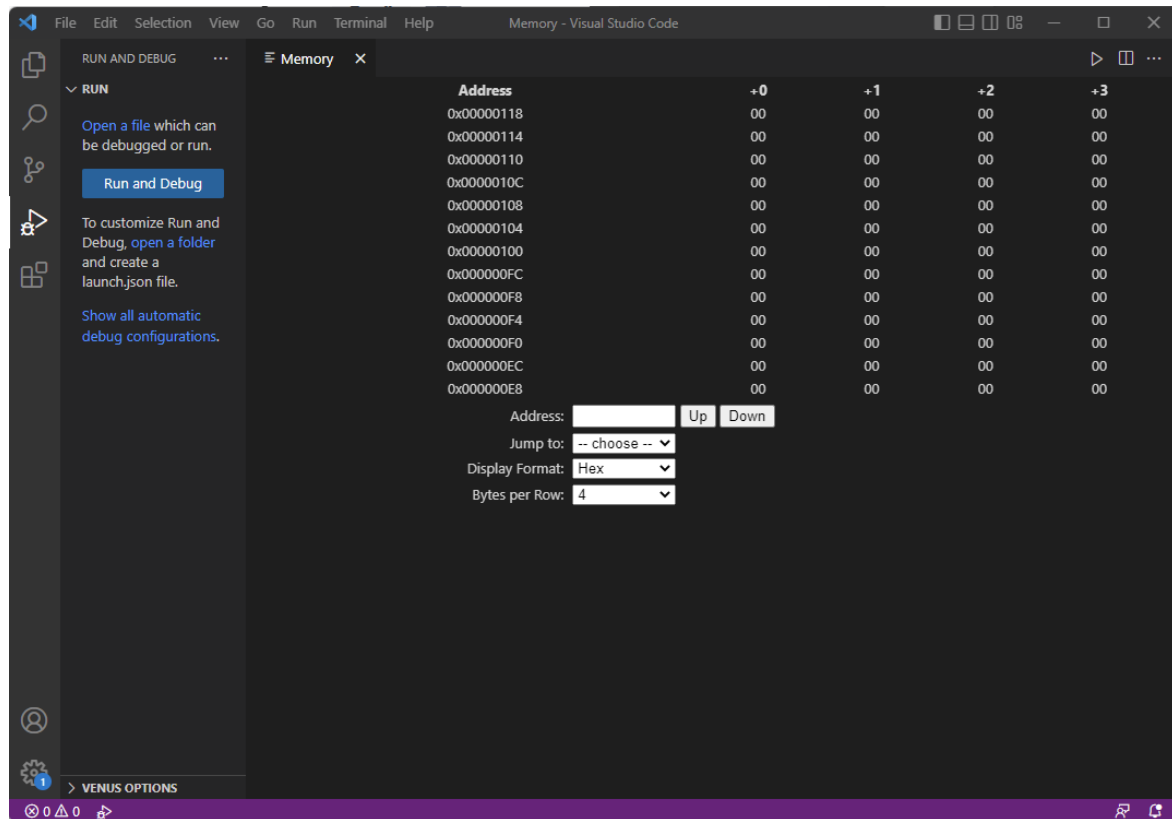 File Edit Selection View Go Run Terminal Help Memory - Visual Studio Code
RUN AND DEBUG ···
Memory
RUN
Open a file which can
be debugged or run.
Run and Debug
To customize Run and
Debug, open a folder
and create a
launch.json file.
Show all automatic
debug configurations.
VENUS OPTIONS
Address +0 +1 +2 +3
0x00000118 00 00 00 00
0x00000114 00 00 00 00
0x00000110 00 00 00 00
0x0000010C 00 00 00 00
0x00000108 00 00 00 00
0x00000104 00 00 00 00
0x00000100 00 00 00 00
0x000000FC 00 00 00 00
0x000000F8 00 00 00 00
0x000000F4 00 00 00 00
0x000000F0 00 00 00 00
0x000000EC 00 00 00 00
0x000000E8 00 00 00 00
Address: Up Down
Jump to: -- choose --
Display Format: Hex
Bytes per Row: 4
1
0 0